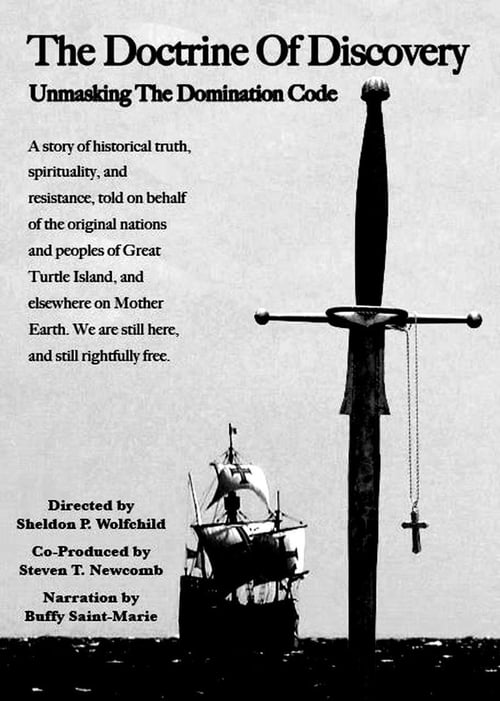 The Doctrine Of Discovery
Unmasking The Domination Code
A story of historical truth,
spirituality, and
resistance, told on behalf
of the original nations
and peoples of Great
Turtle Island, and
elsewhere on Mother
Earth. We are still here,
and still rightfully free.
Directed by
Sheldon P. Wolfchild
Co-Produced by
Steven T. Newcomb
Narration by
Buffy Saint-Marie